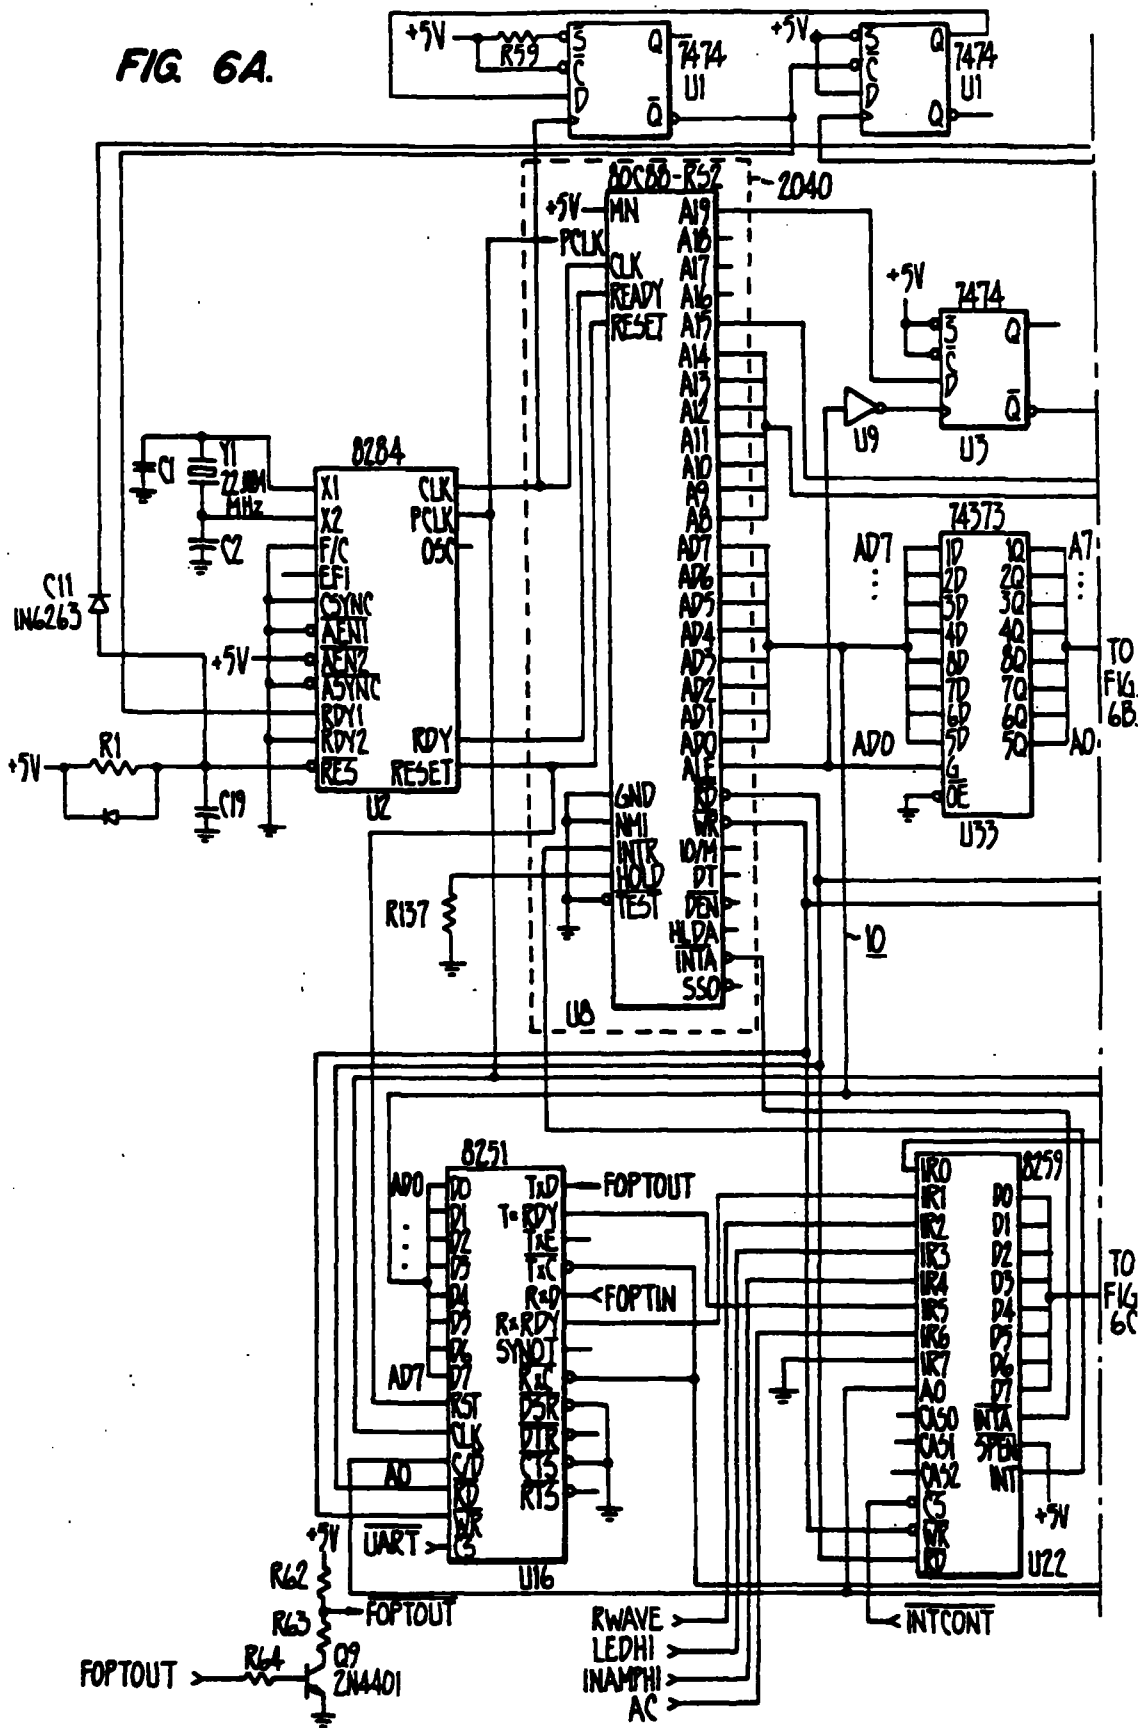 FIG. 6A.
+5V
R59
S
C
D
Q
Q
7474
U1
+5V
S
C
D
Q
Q
7474
U1
80C88-RS2
2040
+5V
MN
PCLK
CLK
READY
RESET
A19
A18
A17
A16
A15
A14
A13
A12
A11
A10
A9
A8
AD7
AD6
AD5
AD4
AD3
AD2
AD1
AD0
ALE
RD
WR
IO/M
DT
DEN
HLDA
INTA
SSO
GND
NMI
INTR
HOLD
TEST
U8
+5V
7474
S
C
D
Q
Q
U9
U3
C1
Y1
MHz
C2
8284
X1
X2
F/C
EFI
CSYNC
AEN1
AEN2
ASYNC
RDY1
RDY2
RES
CLK
PCLK
OSC
RDY
RESET
U2
+5V
C11
1N6263
+5V
R1
C19
R137
74373
AD7
1D
2D
3D
4D
8D
7D
6D
5D
AD0
G
OE
1Q
2Q
3Q
4Q
8Q
7Q
6Q
5Q
A7
A0
U33
TO
FIG.
6B.
10
8251
AD0
D0
D1
D2
D3
D4
D5
D6
D7
AD7
RST
CLK
C/D
A0
RD
WR
CS
UART
TxD
TxRDY
TxE
TxC
RxD
RxRDY
SYNDT
RxC
DSR
DTR
CTS
RTS
FOPTOUT
FOPTIN
U16
8259
IR0
IR1
IR2
IR3
IR4
IR5
IR6
IR7
A0
CAS0
CAS1
CAS2
CS
WR
RD
D0
D1
D2
D3
D4
D5
D6
D7
INTA
SPEN
INT
+5V
U22
TO
FIG
6C
+5V
R62
FOPTOUT
R63
R64
Q9
2N4401
FOPTOUT
RWAVE
LEDHI
INAMPHI
AC
INTCONT